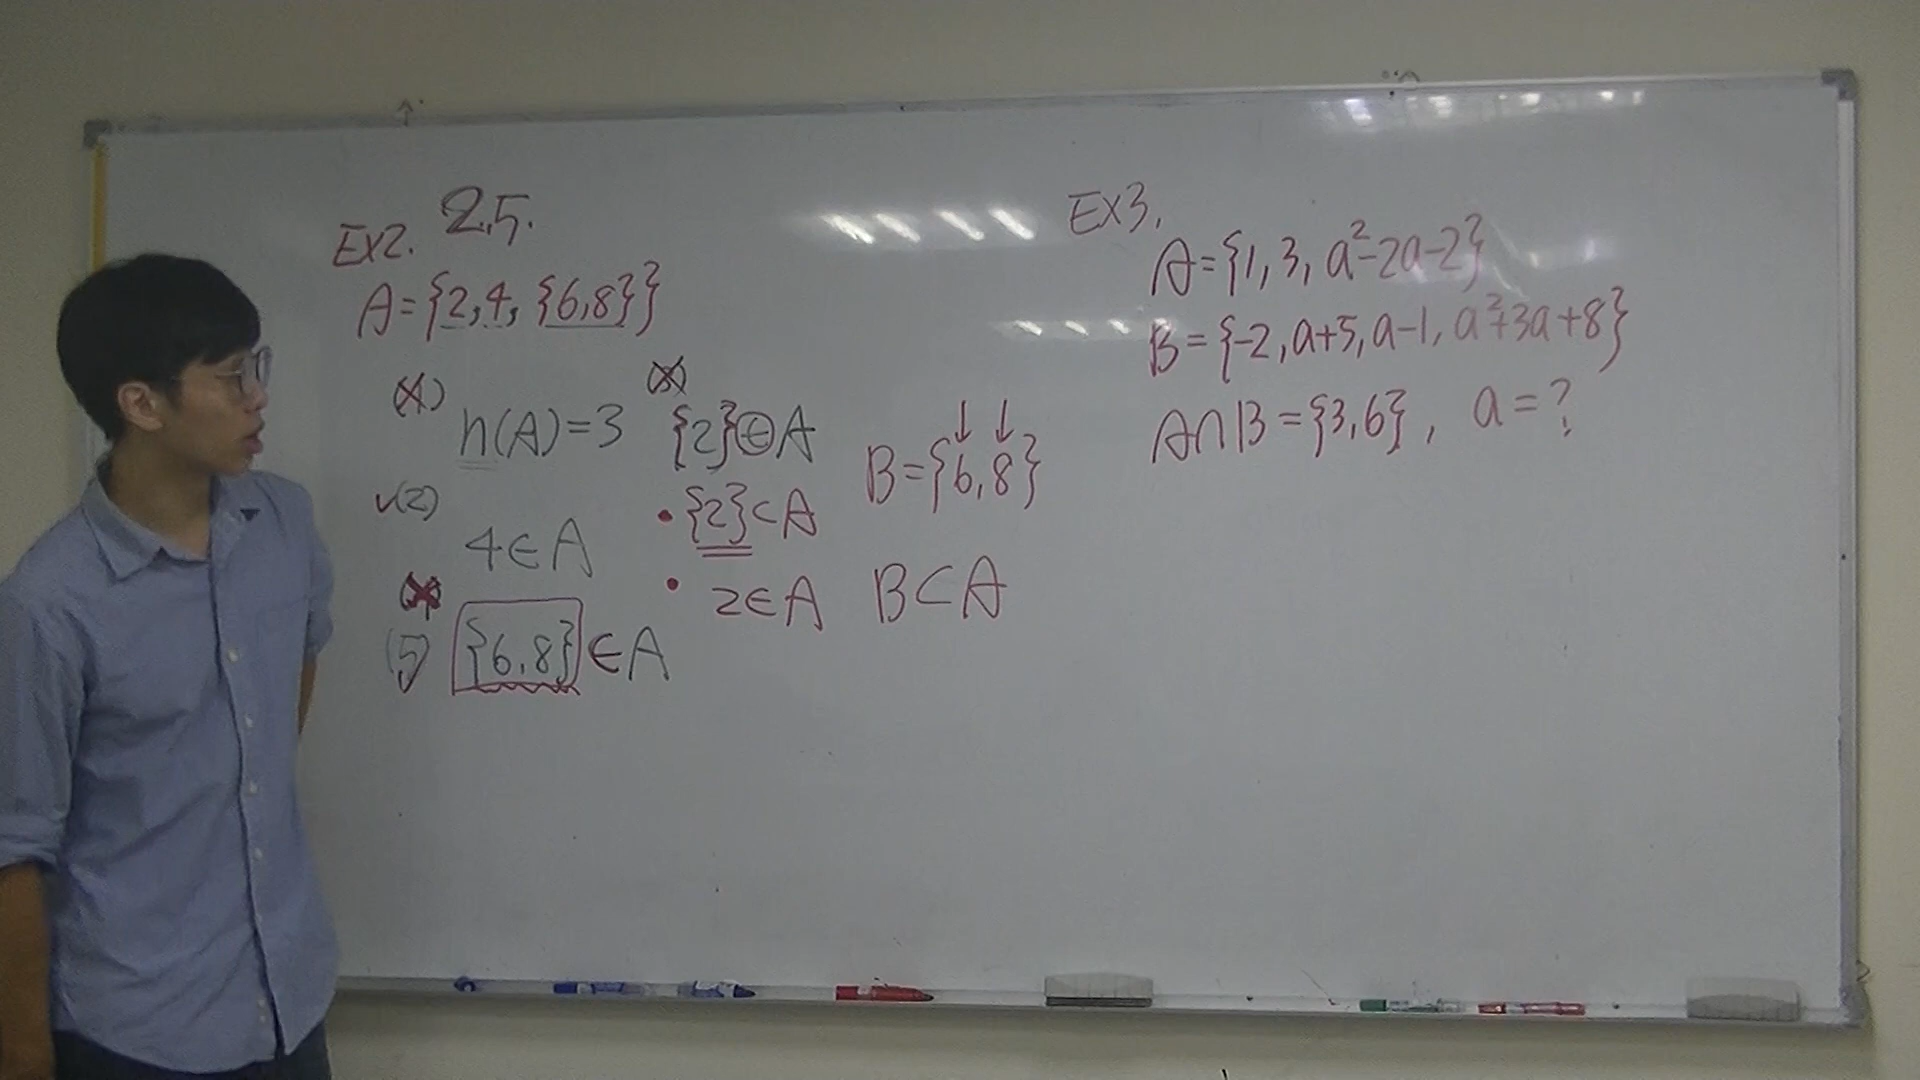 Ex2. 2.5.
A={2,4,{6,8}}
n(A)=3
(2)
4∈A
(5) {6,8}∈A
{2}∈A
{2}⊂A
2∈A
B={6,8}
B⊂A
Ex3.
A={1,3,a²-2a-2}
B={-2,a+5,a-1,a²+3a+8}
A∩B={3,6}, a=?